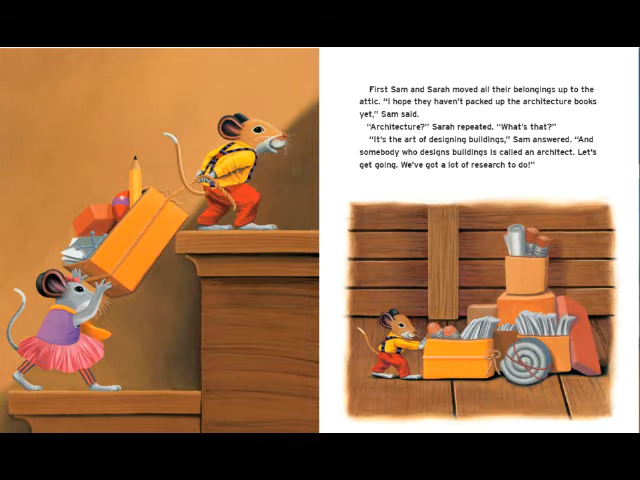 First Sam and Sarah moved all their belongings up to the
attic. “I hope they haven’t packed up the architecture books
yet,” Sam said.
“Architecture?” Sarah repeated. “What’s that?”
“It’s the art of designing buildings,” Sam answered. “And
somebody who designs buildings is called an architect. Let’s
get going. We’ve got a lot of research to do!”